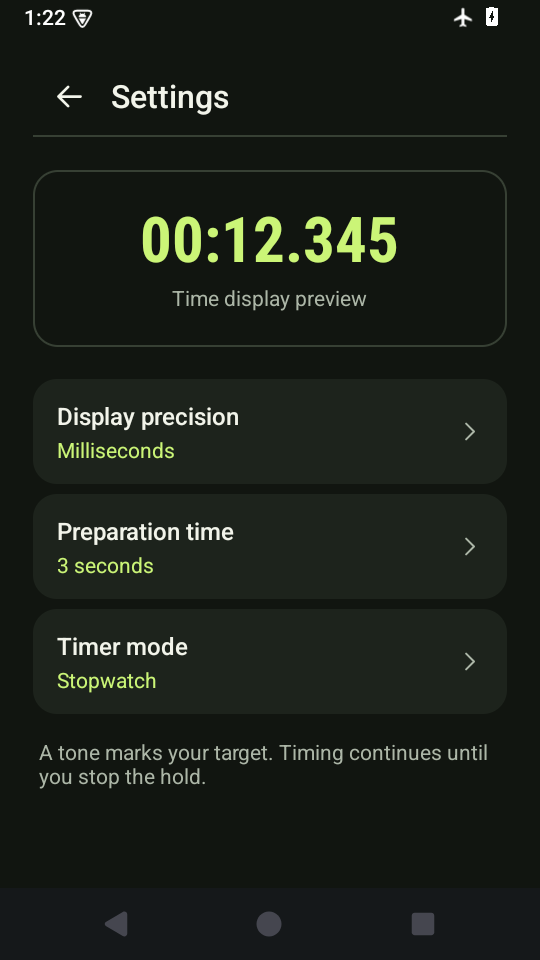 1:22
Settings
00:12.345
Time display preview
Display precision
Milliseconds
Preparation time
3 seconds
Timer mode
Stopwatch
A tone marks your target. Timing continues until
you stop the hold.